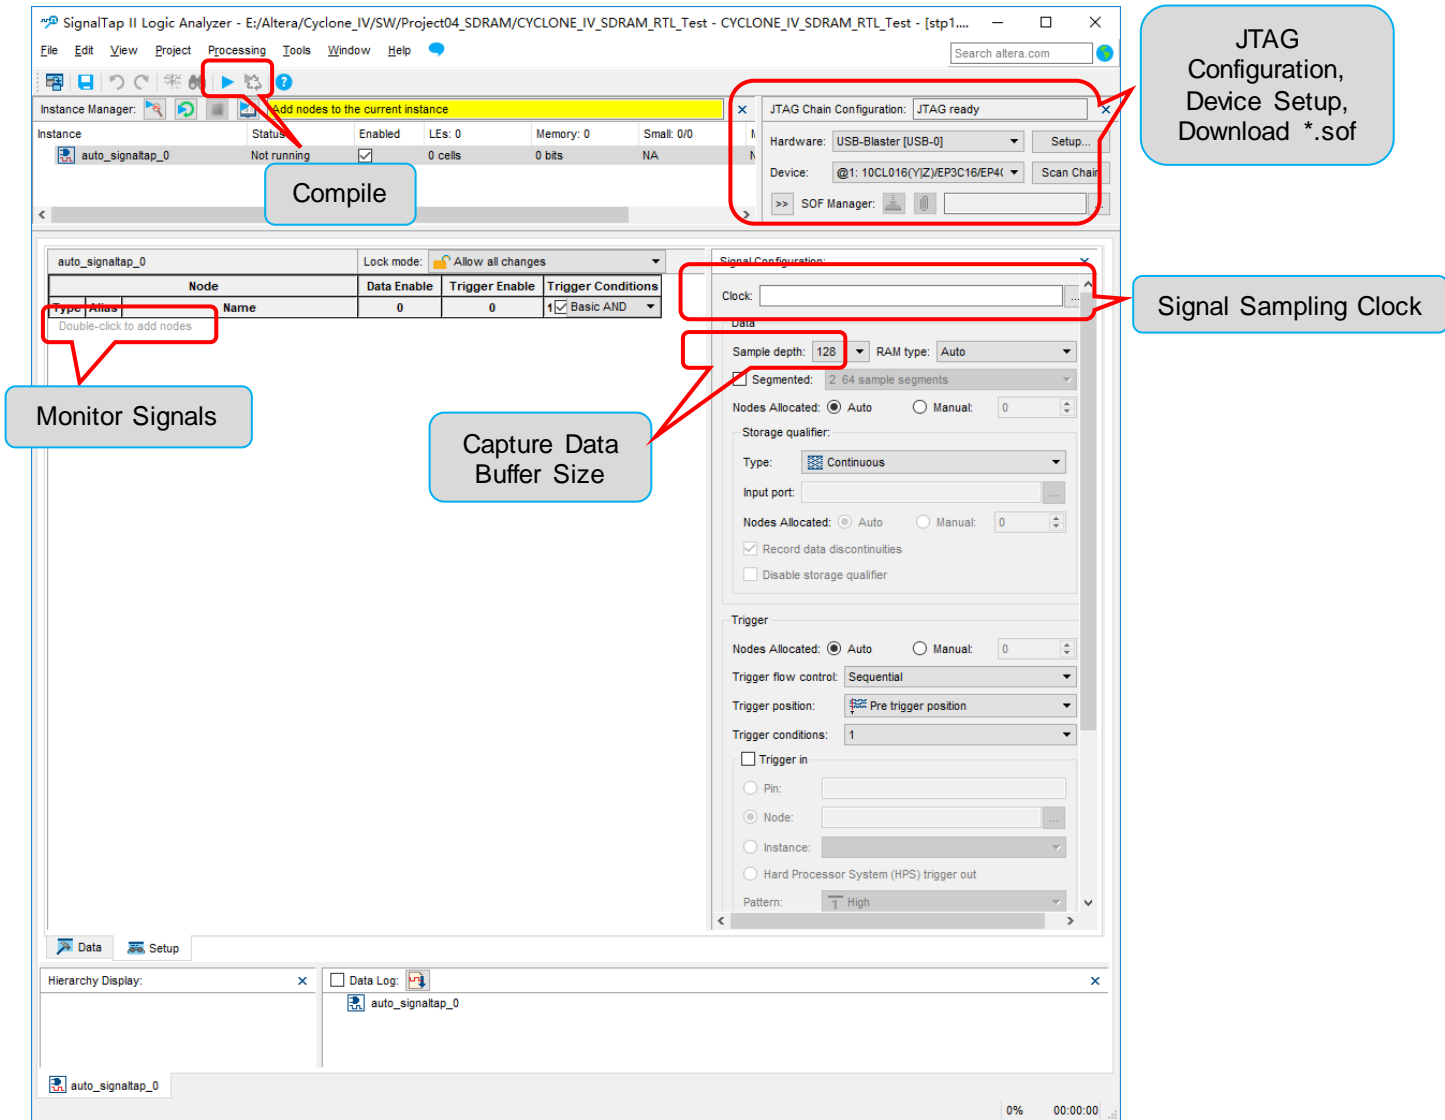 SignalTap II Logic Analyzer - E:/Altera/Cyclone_IV/SW/Project04_SDRAM/CYCLONE_IV_SDRAM_RTL_Test - CYCLONE_IV_SDRAM_RTL_Test - [stp1....
File Edit View Project Processing Tools Window Help
Search altera.com
JTAG
Configuration,
Device Setup,
Download *.sof
Instance Manager:
Add nodes to the current instance
JTAG Chain Configuration: JTAG ready
Instance Status Enabled LEs: 0 Memory: 0 Small: 0/0
auto_signaltap_0 Not running 0 cells 0 bits NA
Hardware: USB-Blaster [USB-0] Setup...
Device: @1: 10CL016(Y|Z)/EP3C16/EP4( Scan Chain
>> SOF Manager: ...
Compile
auto_signaltap_0 Lock mode: Allow all changes
Node Data Enable Trigger Enable Trigger Conditions
Type Alias Name 0 0 1 Basic AND
Double-click to add nodes
Monitor Signals
Signal Configuration:
Clock: ...
Signal Sampling Clock
Data
Sample depth: 128 RAM type: Auto
Segmented: 2 64 sample segments
Nodes Allocated: Auto Manual: 0
Capture Data
Buffer Size
Storage qualifier:
Type: Continuous
Input port: ...
Nodes Allocated: Auto Manual: 0
Record data discontinuities
Disable storage qualifier
Trigger
Nodes Allocated: Auto Manual: 0
Trigger flow control: Sequential
Trigger position: Pre trigger position
Trigger conditions: 1
Trigger in
Pin:
Node: ...
Instance:
Hard Processor System (HPS) trigger out
Pattern: 1 High
Data Setup
Hierarchy Display:
Data Log:
auto_signaltap_0
auto_signaltap_0
0% 00:00:00